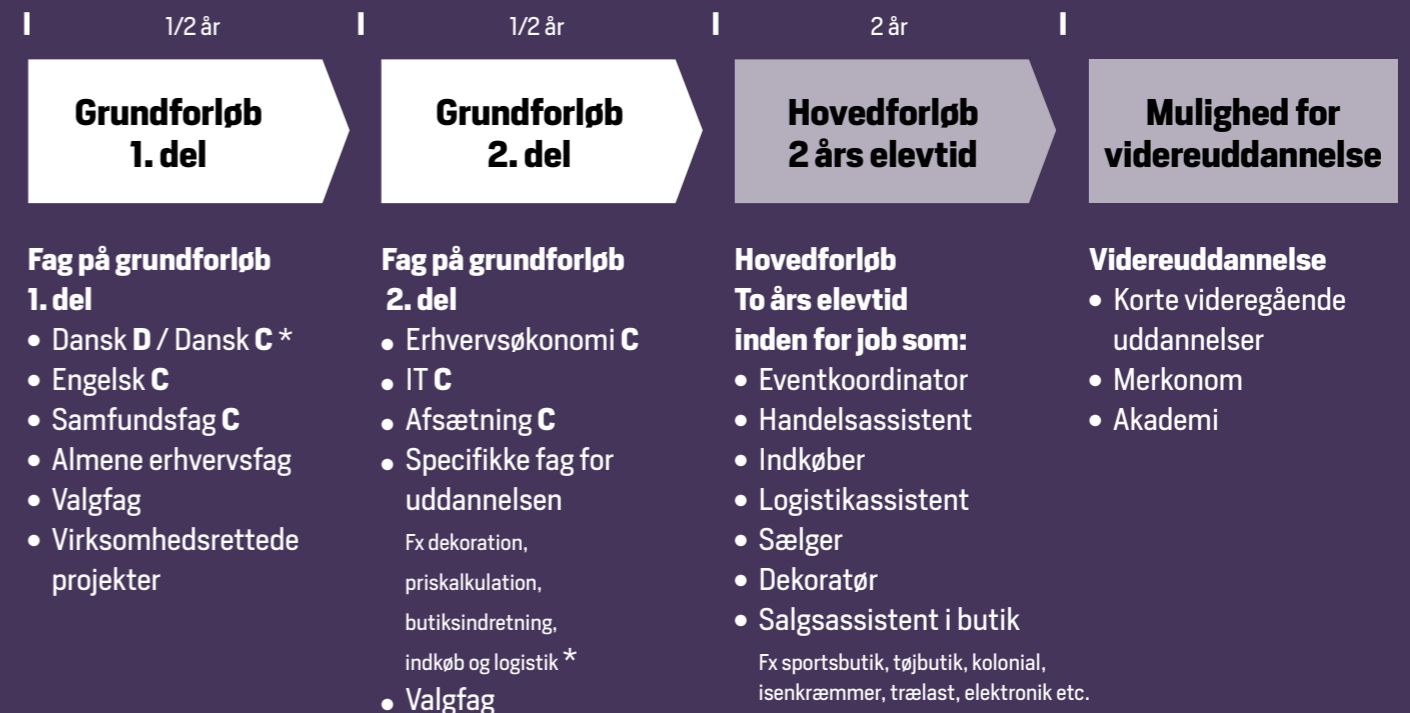 1/2 år
1/2 år
2 år
Grundforløb
1. del
Grundforløb
2. del
Hovedforløb
2 års elevtid
Mulighed for
videreuddannelse
Fag på grundforløb
1. del
• Dansk D / Dansk C *
• Engelsk C
• Samfundsfag C
• Almene erhvervsfag
• Valgfag
• Virksomhedsrettede
projekter
Fag på grundforløb
2. del
• Erhvervsøkonomi C
• IT C
• Afsætning C
• Specifikke fag for
uddannelsen
Fx dekoration,
priskalkulation,
butiksindretning,
indkøb og logistik *
• Valgfag
Hovedforløb
To års elevtid
inden for job som:
• Eventkoordinator
• Handelsassistent
• Indkøber
• Logistikassistent
• Sælger
• Dekoratør
• Salgsassistent i butik
Fx sportsbutik, tøjbutik, kolonial,
isenkræmmer, trælast, elektronik etc.
Videreuddannelse
• Korte videregående
uddannelser
• Merkonom
• Akademi